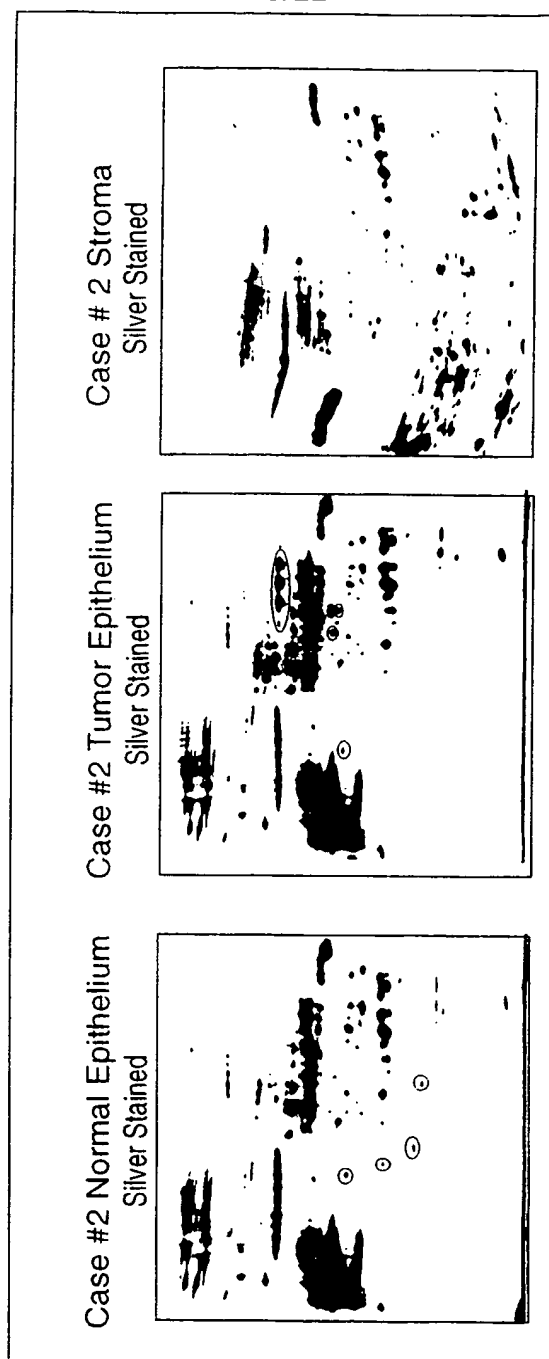 Case #2 Normal Epithelium
Silver Stained
Case #2 Tumor Epithelium
Silver Stained
Case # 2 Stroma
Silver Stained